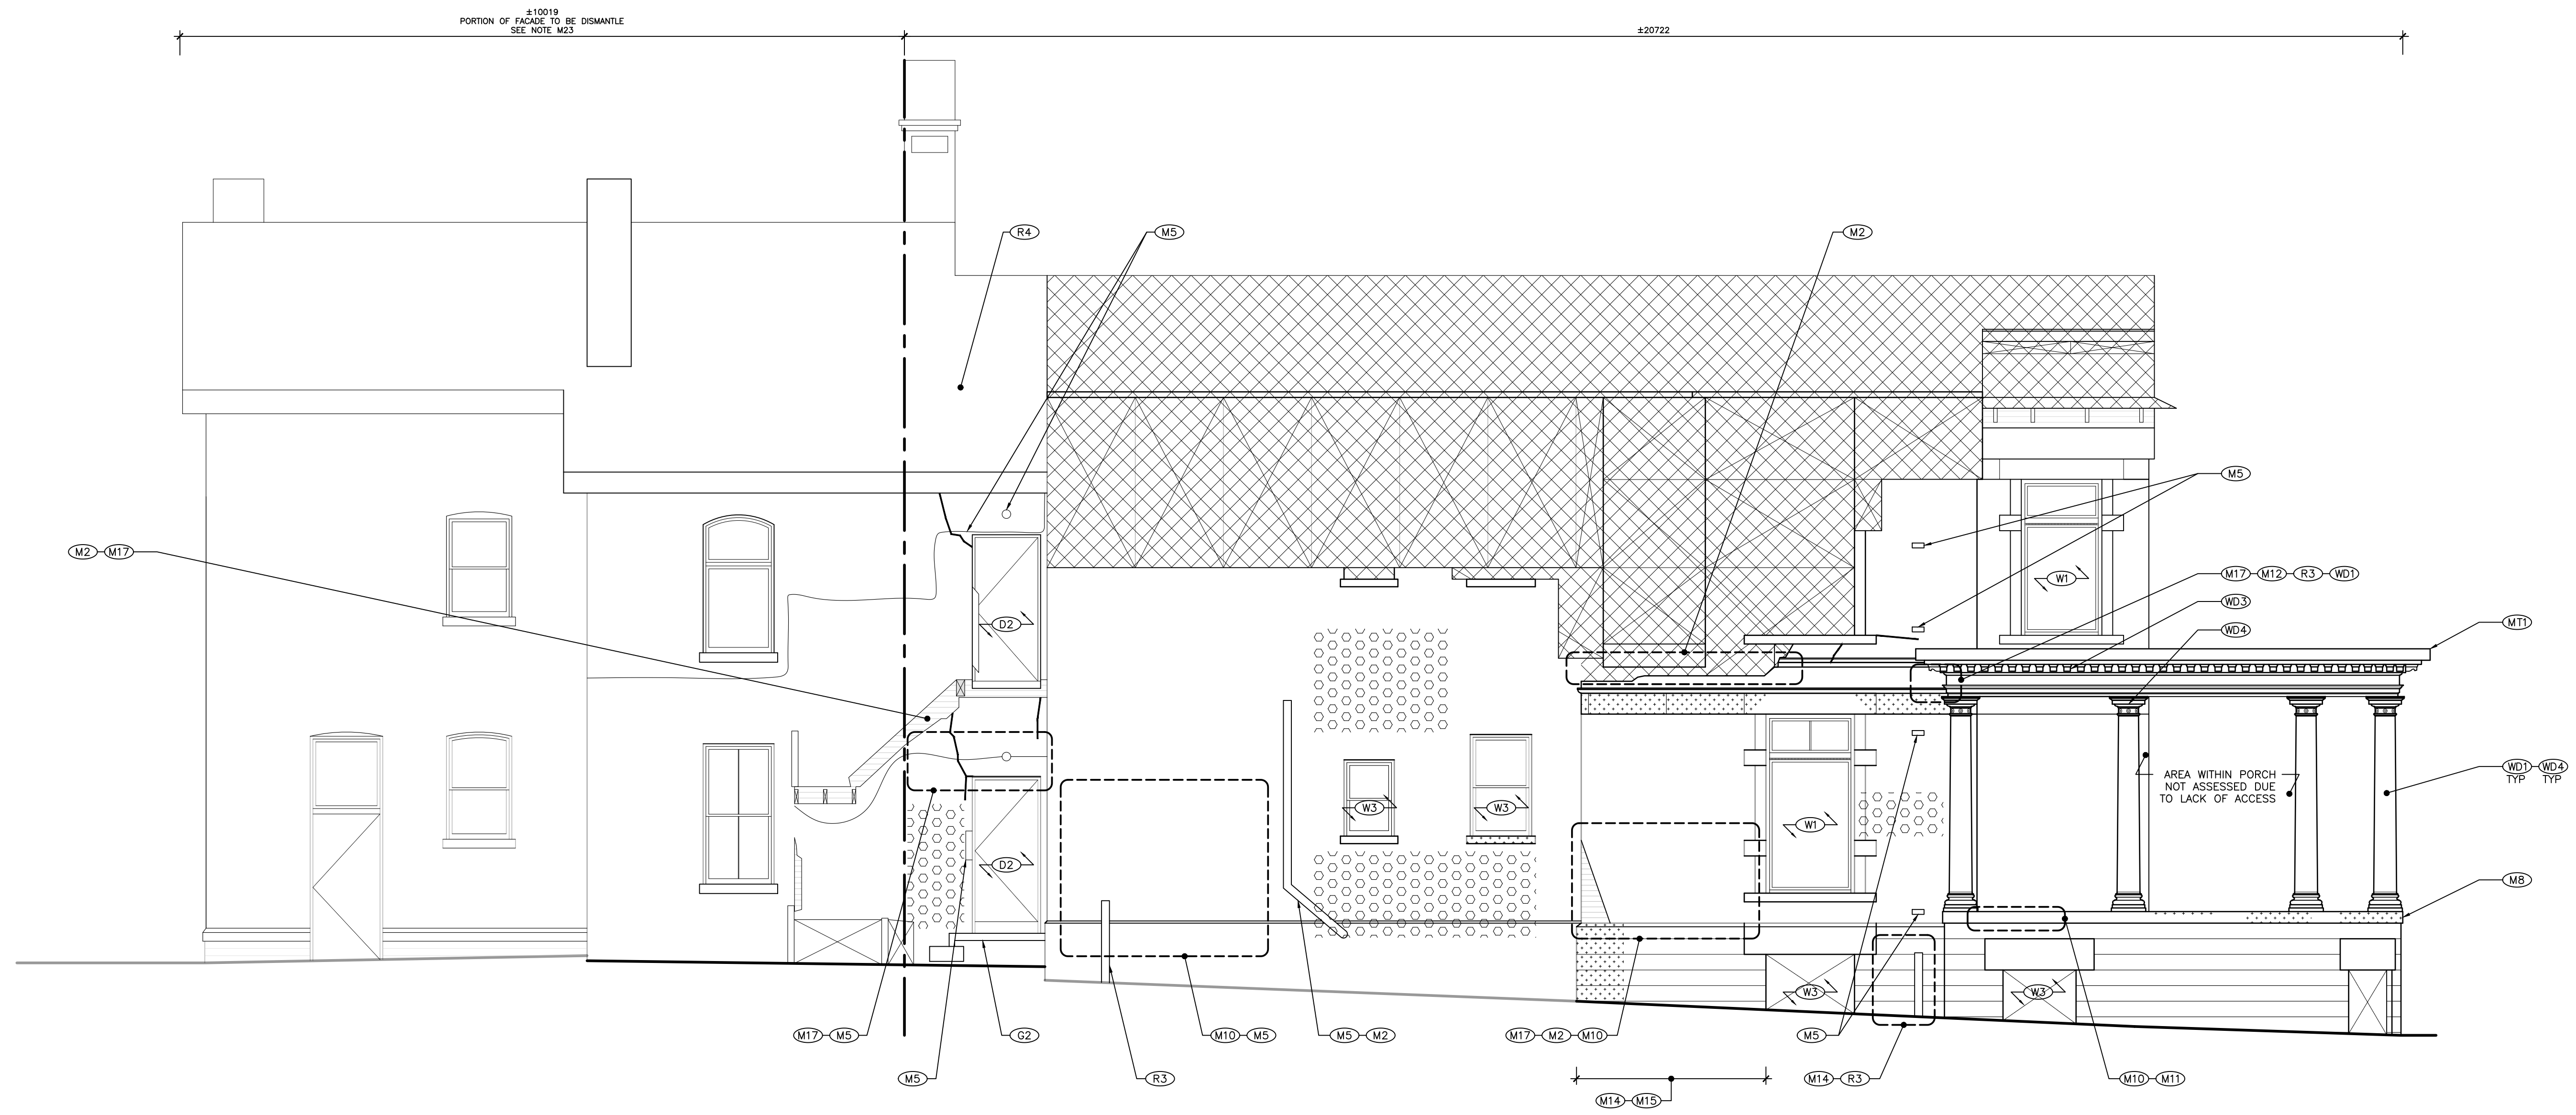 ±10019
PORTION OF FACADE TO BE DISMANTLE
SEE NOTE M23
±20722
R4
M5
M2
M5
M2 M17
D2
W1
M17 M12 R3 WD1
WD3
MT1
WD4
AREA WITHIN PORCH
NOT ASSESSED DUE
TO LACK OF ACCESS
WD1 WD4
TYP TYP
W3
W3
W1
D2
M8
W3
W3
M17 M5
G2
M10 M5
M5 M2
M17 M2 M10
M5
M5
R3
M14 R3
M10 M11
M14 M15